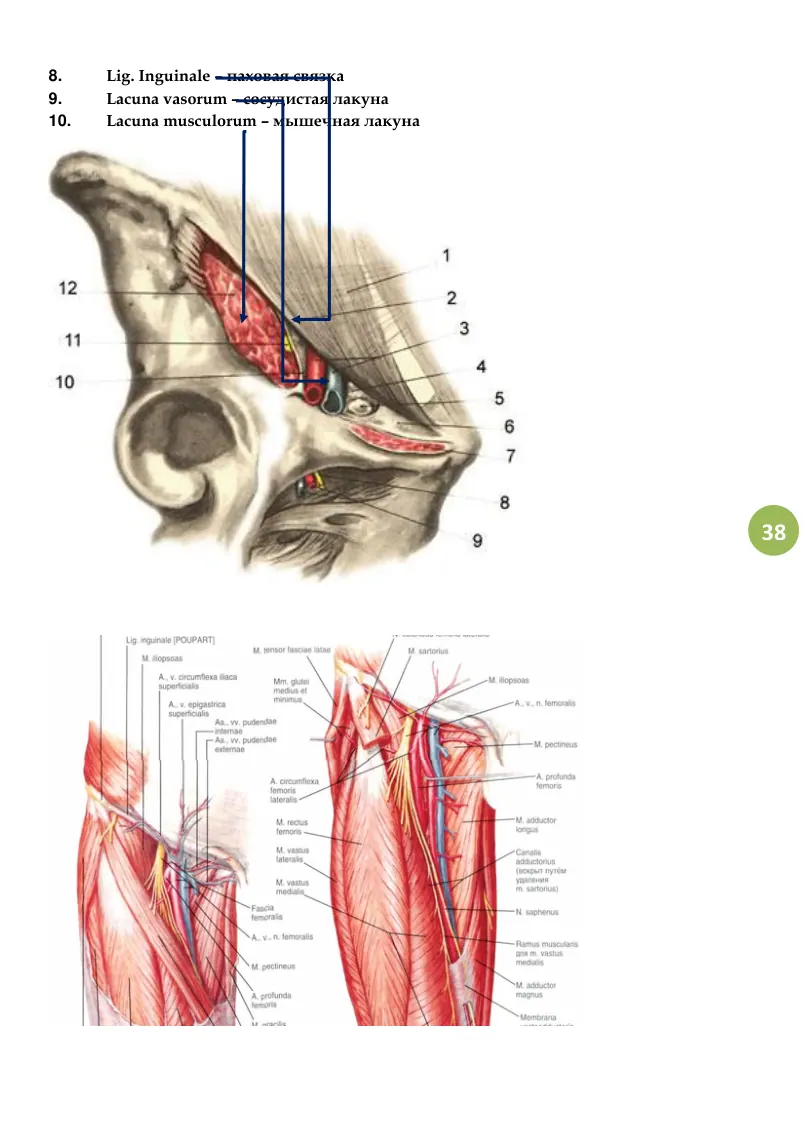 8. Lig. Inguinale – паховая связка
9. Lacuna vasorum – сосудистая лакуна
10. Lacuna musculorum – мышечная лакуна
1
2
3
4
5
6
7
8
9
10
11
12
38
Lig. inguinale [POUPART]
M. iliopsoas
A., v. circumflexa iliaca
superficialis
A., v. epigastrica
superficialis
Aa., vv. pudendae
internae
Aa., vv. pudendae
externae
Fascia
femoralis
A., v., n. femoralis
M. pectineus
A. profunda
femoris
M. gracilis
M. tensor fasciae latae
M. sartorius
Mm. glutei
medius et
minimus
M. iliopsoas
A., v., n. femoralis
M. pectineus
A. circumflexa
femoris
lateralis
A. profunda
femoris
M. rectus
femoris
M. adductor
longus
M. vastus
lateralis
Canalis
adductorius
(вскрыт путём
удаления
m. sartorius)
M. vastus
medialis
N. saphenus
Ramus muscularis
для m. vastus
medialis
M. adductor
magnus
Membrana